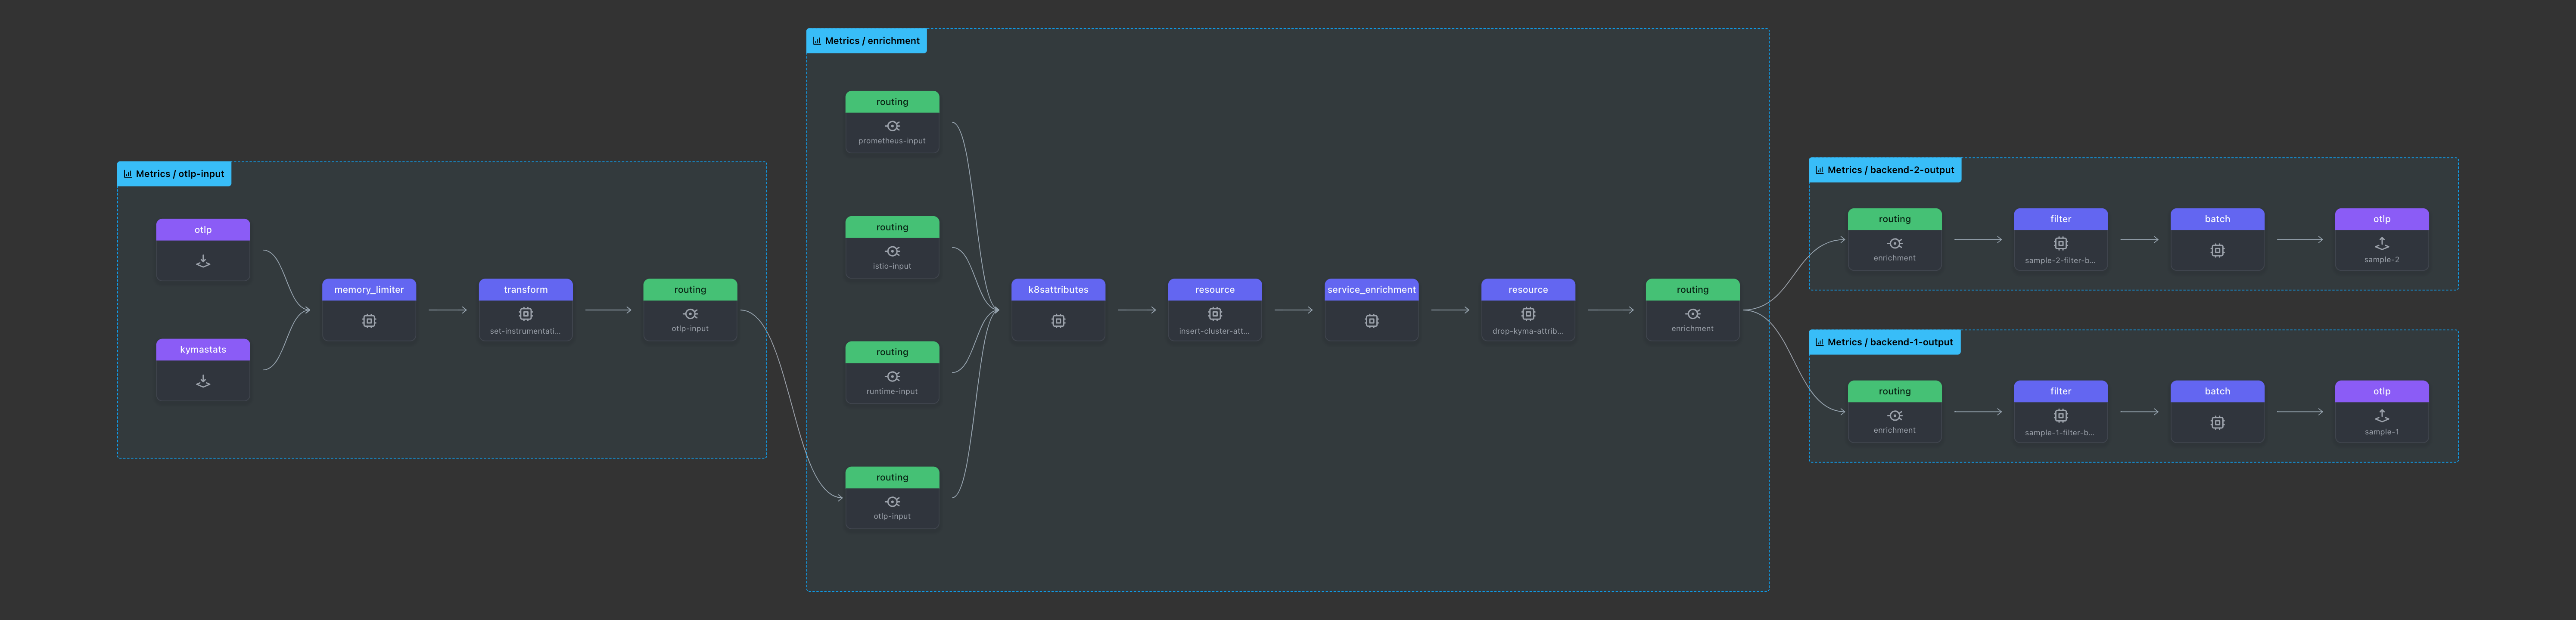 Metrics / otlp-input
otlp
kymastats
memory_limiter
transform
set-instrumentati...
routing
otlp-input
Metrics / enrichment
routing
prometheus-input
routing
istio-input
routing
runtime-input
routing
otlp-input
k8sattributes
resource
insert-cluster-att...
service_enrichment
resource
drop-kyma-attrib...
routing
enrichment
Metrics / backend-2-output
routing
enrichment
filter
sample-2-filter-b...
batch
otlp
sample-2
Metrics / backend-1-output
routing
enrichment
filter
sample-1-filter-b...
batch
otlp
sample-1